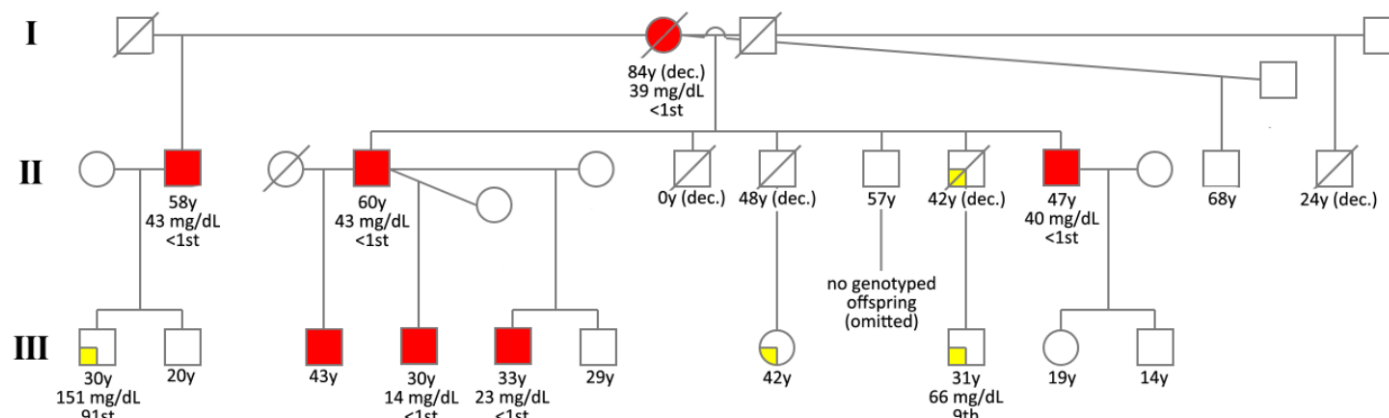 I
84y (dec.)
39 mg/dL
<1st
II
58y
43 mg/dL
<1st
60y
43 mg/dL
<1st
0y (dec.)
48y (dec.)
57y
42y (dec.)
47y
40 mg/dL
<1st
68y
24y (dec.)
no genotyped
offspring
(omitted)
III
30y
151 mg/dL
91st
20y
43y
30y
14 mg/dL
<1st
33y
23 mg/dL
<1st
29y
42y
31y
66 mg/dL
9th
19y
14y